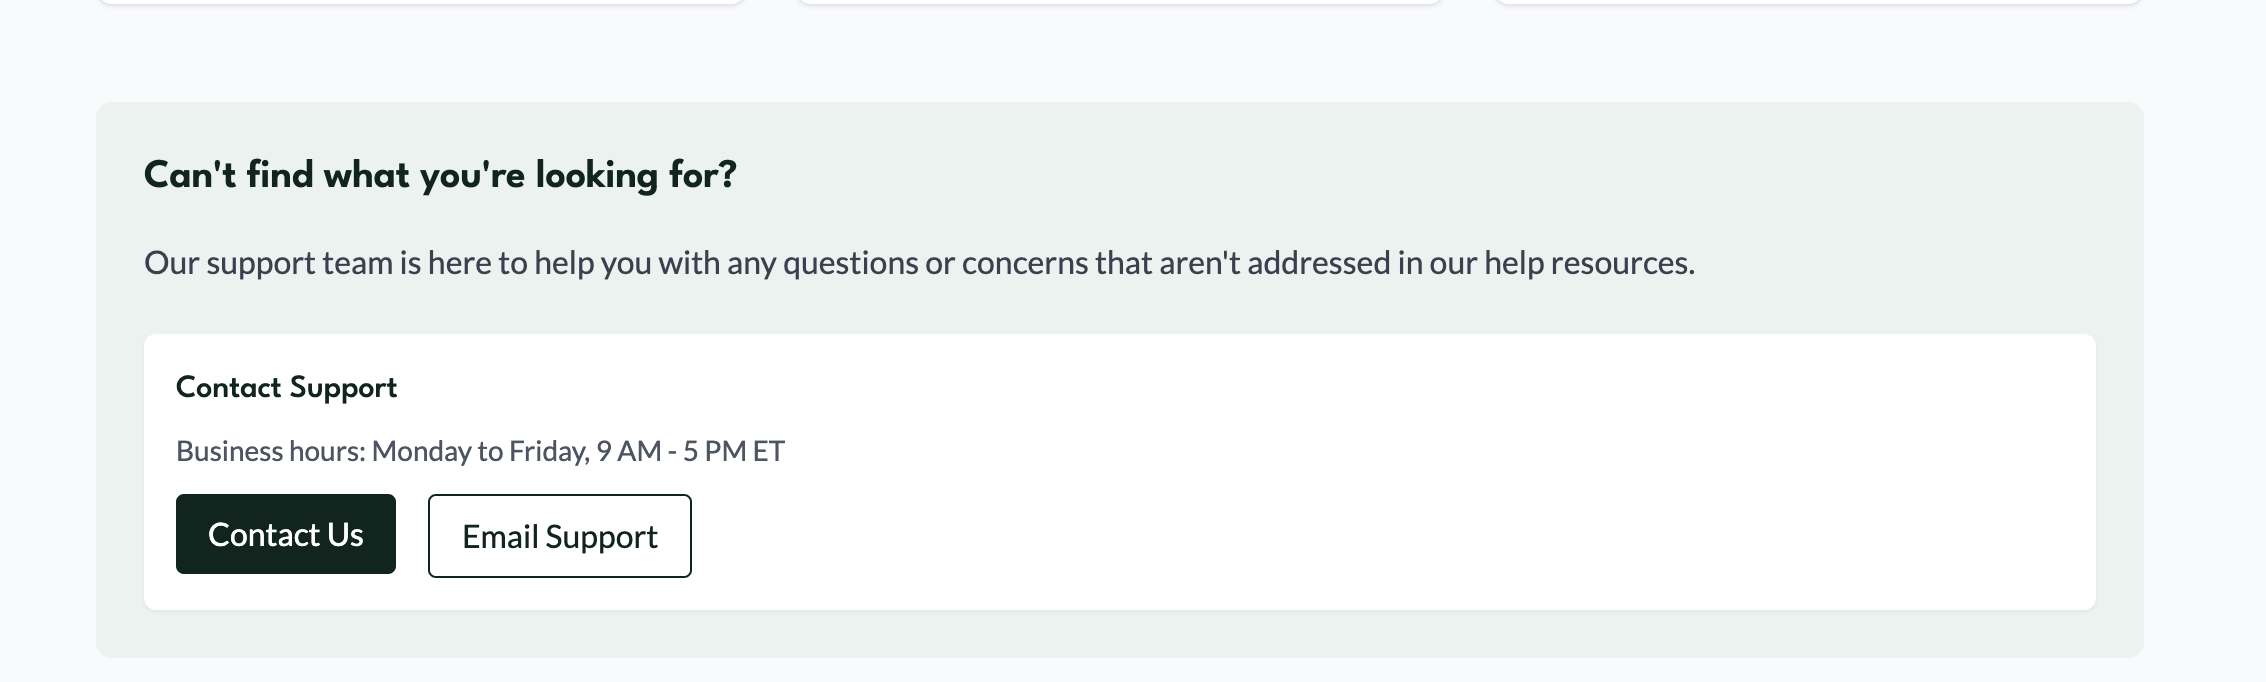 Can't find what you're looking for?
Our support team is here to help you with any questions or concerns that aren't addressed in our help resources.
Contact Support
Business hours: Monday to Friday, 9 AM - 5 PM ET
Contact Us
Email Support